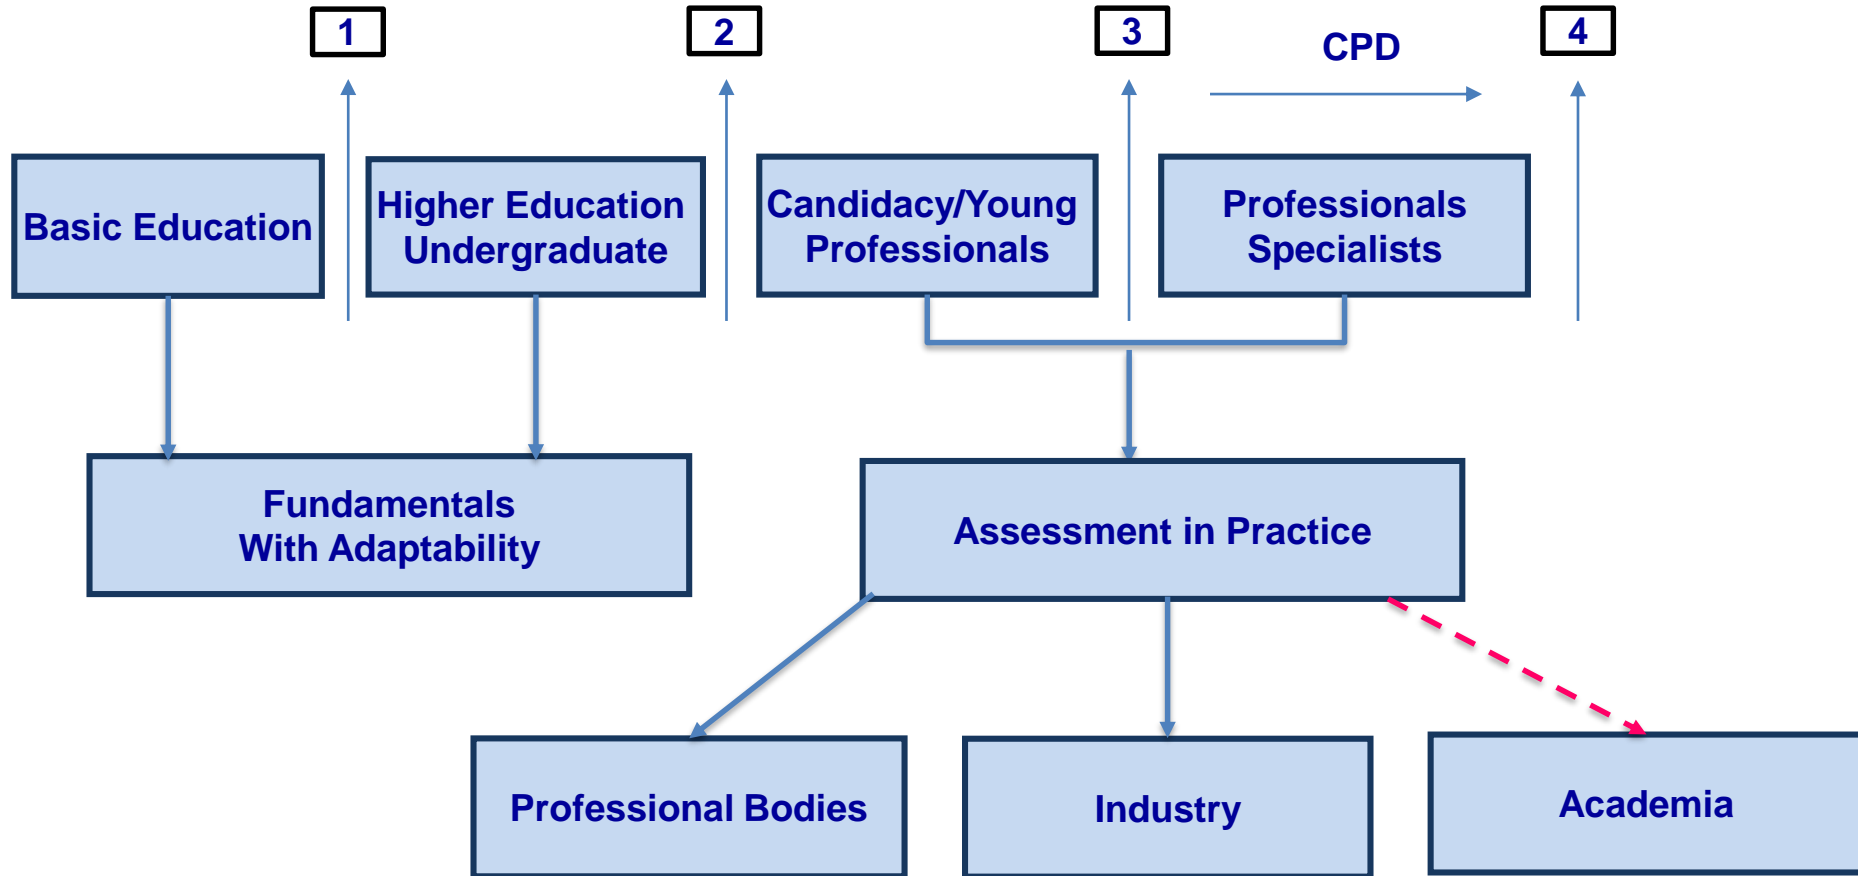 1
2
3
CPD
4
Basic Education
Higher Education
Undergraduate
Candidacy/Young
Professionals
Professionals
Specialists
Fundamentals
With Adaptability
Assessment in Practice
Professional Bodies
Industry
Academia